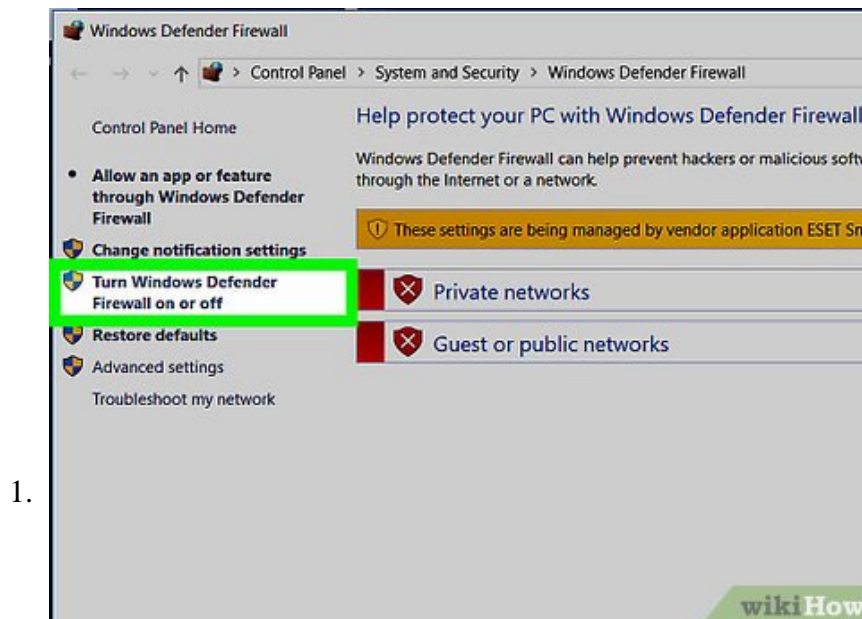 Windows Defender Firewall
Control Panel > System and Security > Windows Defender Firewall
Control Panel Home
Allow an app or feature
through Windows Defender
Firewall
Change notification settings
Turn Windows Defender
Firewall on or off
Restore defaults
Advanced settings
Troubleshoot my network
Help protect your PC with Windows Defender Firewall
Windows Defender Firewall can help prevent hackers or malicious
through the Internet or a network.
These settings are being managed by vendor application ESET
Private networks
Guest or public networks
1.
wikiHow